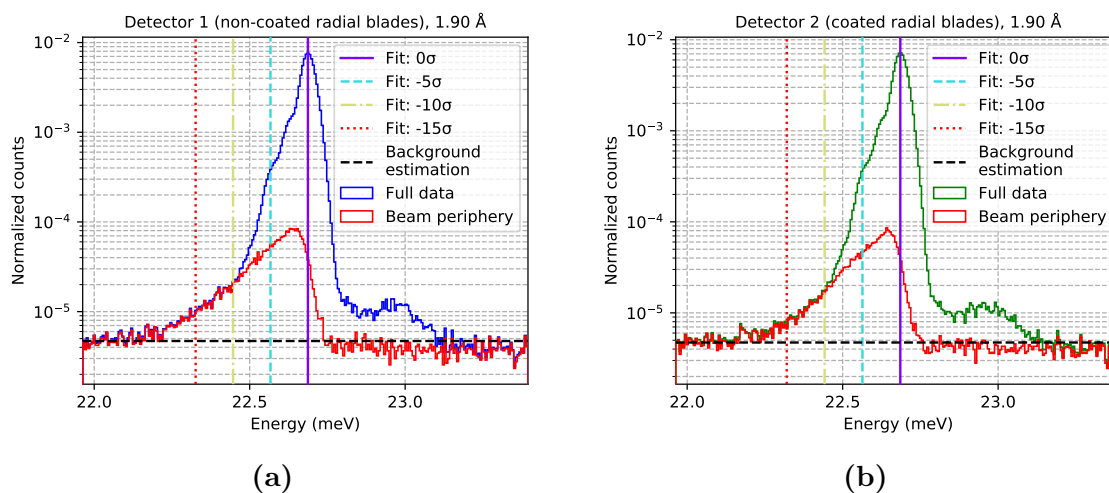 Detector 1 (non-coated radial blades), 1.90 Å
Normalized counts
10⁻²
10⁻³
10⁻⁴
10⁻⁵
Fit: 0σ
Fit: -5σ
Fit: -10σ
Fit: -15σ
Background
estimation
Full data
Beam periphery
22.0 22.5 23.0
Energy (meV)
(a)
Detector 2 (coated radial blades), 1.90 Å
Normalized counts
10⁻²
10⁻³
10⁻⁴
10⁻⁵
Fit: 0σ
Fit: -5σ
Fit: -10σ
Fit: -15σ
Background
estimation
Full data
Beam periphery
22.0 22.5 23.0
Energy (meV)
(b)